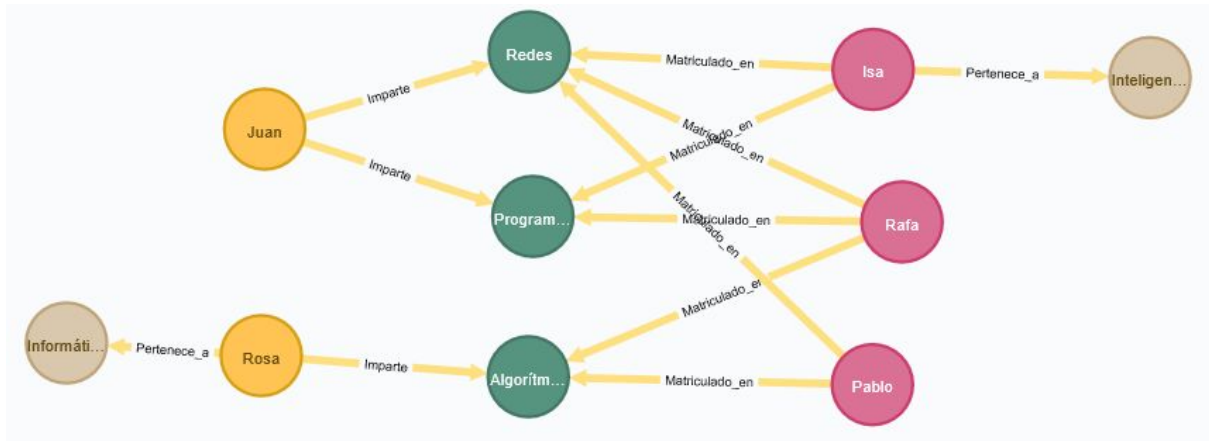 Redes
Matriculado_en
Isa
Pertenece_a
Inteligen...
Imparte
Juan
Matriculado_en
Matriculado_en
Imparte
Program...
Matriculado_en
Matriculado_en
Rafa
Matriculado_en
Informáti...
Pertenece_a
Rosa
Imparte
Algorítm...
Matriculado_en
Pablo